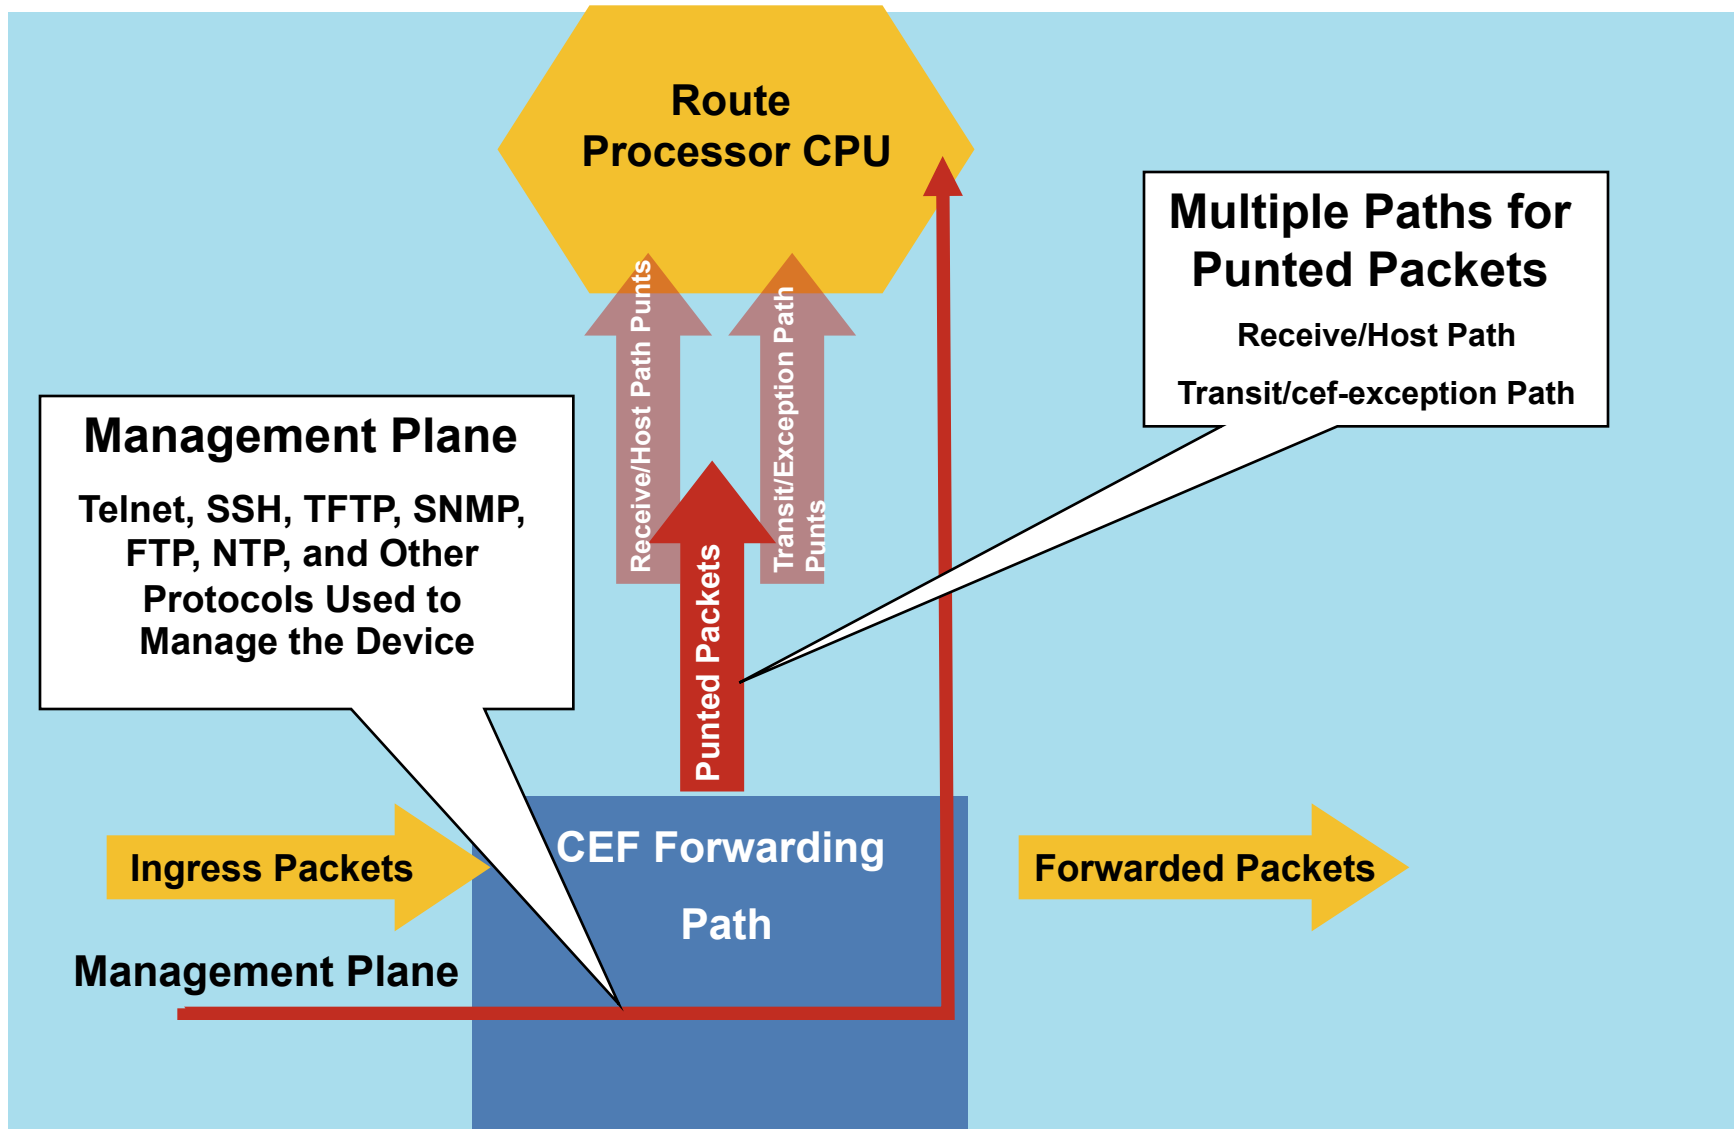 Route
Processor CPU
Multiple Paths for
Punted Packets
Receive/Host Path
Transit/cef-exception Path
Receive/Host Path Punts
Transit/Exception Path
Punts
Punted Packets
Management Plane
Telnet, SSH, TFTP, SNMP,
FTP, NTP, and Other
Protocols Used to
Manage the Device
Ingress Packets
CEF Forwarding
Path
Forwarded Packets
Management Plane